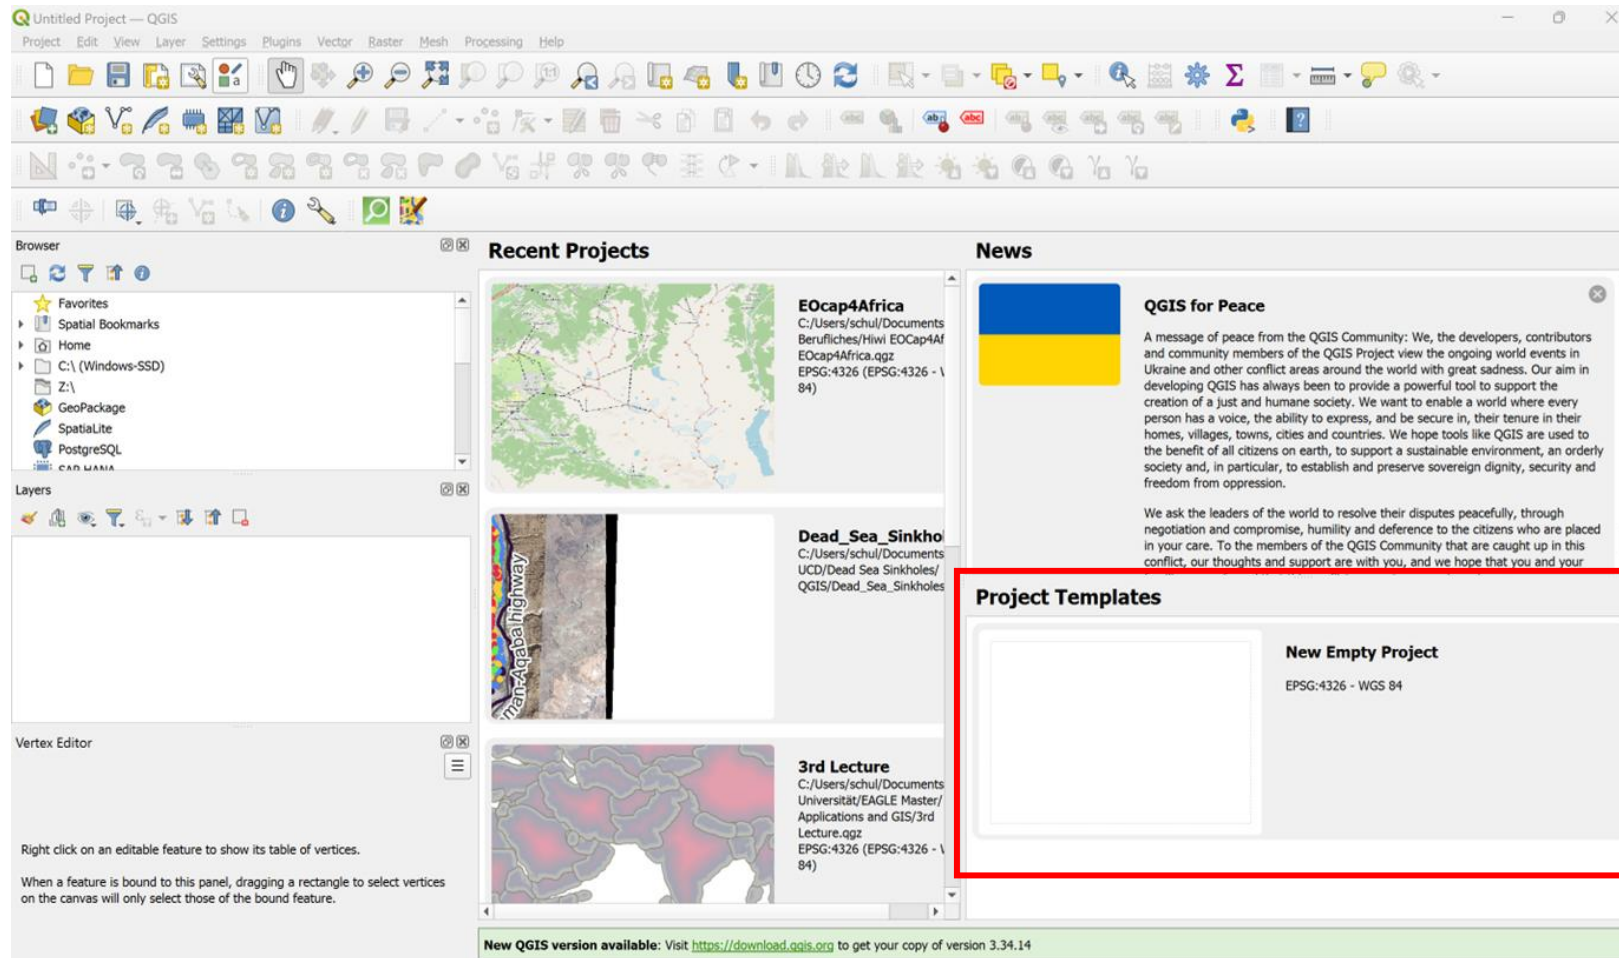 Untitled Project — QGIS
Project Edit View Layer Settings Plugins Vector Raster Mesh Processing Help
Browser
Favorites
Spatial Bookmarks
Home
C:\ (Windows-SSD)
Z:\
GeoPackage
SpatiaLite
PostgreSQL
SAP HANA
Layers
Vertex Editor
Right click on an editable feature to show its table of vertices.
When a feature is bound to this panel, dragging a rectangle to select vertices
on the canvas will only select those of the bound feature.
Recent Projects
EOcap4Africa
C:/Users/schul/Documents
Berufliches/Hiwi EOCap4Af
EOcap4Africa.qgz
EPSG:4326 (EPSG:4326 - W
84)
man-Aqaba highway
Dead_Sea_Sinkho
C:/Users/schul/Documents
UCD/Dead Sea Sinkholes/
QGIS/Dead_Sea_Sinkholes
3rd Lecture
C:/Users/schul/Documents
Universität/EAGLE Master/
Applications and GIS/3rd
Lecture.qgz
EPSG:4326 (EPSG:4326 - W
84)
News
QGIS for Peace
A message of peace from the QGIS Community: We, the developers, contributors
and community members of the QGIS Project view the ongoing world events in
Ukraine and other conflict areas around the world with great sadness. Our aim in
developing QGIS has always been to provide a powerful tool to support the
creation of a just and humane society. We want to enable a world where every
person has a voice, the ability to express, and be secure in, their tenure in their
homes, villages, towns, cities and countries. We hope tools like QGIS are used to
the benefit of all citizens on earth, to support a sustainable environment, an orderly
society and, in particular, to establish and preserve sovereign dignity, security and
freedom from oppression.
We ask the leaders of the world to resolve their disputes peacefully, through
negotiation and compromise, humility and deference to the citizens who are placed
in your care. To the members of the QGIS Community that are caught up in this
conflict, our thoughts and support are with you, and we hope that you and your
Project Templates
New Empty Project
EPSG:4326 - WGS 84
New QGIS version available: Visit https://download.qgis.org to get your copy of version 3.34.14